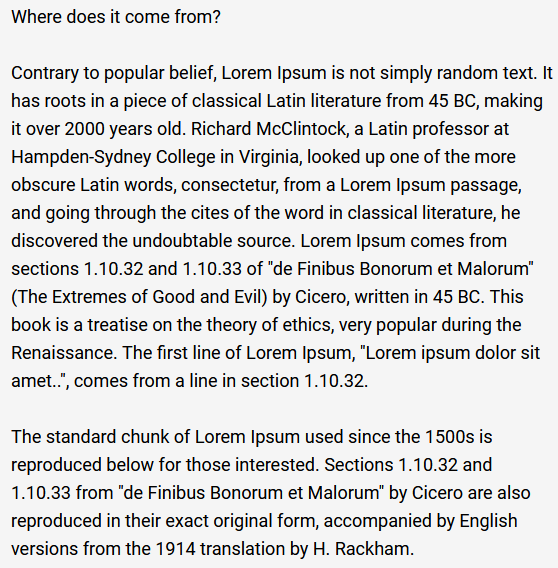 Where does it come from?
Contrary to popular belief, Lorem Ipsum is not simply random text. It
has roots in a piece of classical Latin literature from 45 BC, making
it over 2000 years old. Richard McClintock, a Latin professor at
Hampden-Sydney College in Virginia, looked up one of the more
obscure Latin words, consectetur, from a Lorem Ipsum passage,
and going through the cites of the word in classical literature, he
discovered the undoubtable source. Lorem Ipsum comes from
sections 1.10.32 and 1.10.33 of "de Finibus Bonorum et Malorum"
(The Extremes of Good and Evil) by Cicero, written in 45 BC. This
book is a treatise on the theory of ethics, very popular during the
Renaissance. The first line of Lorem Ipsum, "Lorem ipsum dolor sit
amet..", comes from a line in section 1.10.32.
The standard chunk of Lorem Ipsum used since the 1500s is
reproduced below for those interested. Sections 1.10.32 and
1.10.33 from "de Finibus Bonorum et Malorum" by Cicero are also
reproduced in their exact original form, accompanied by English
versions from the 1914 translation by H. Rackham.